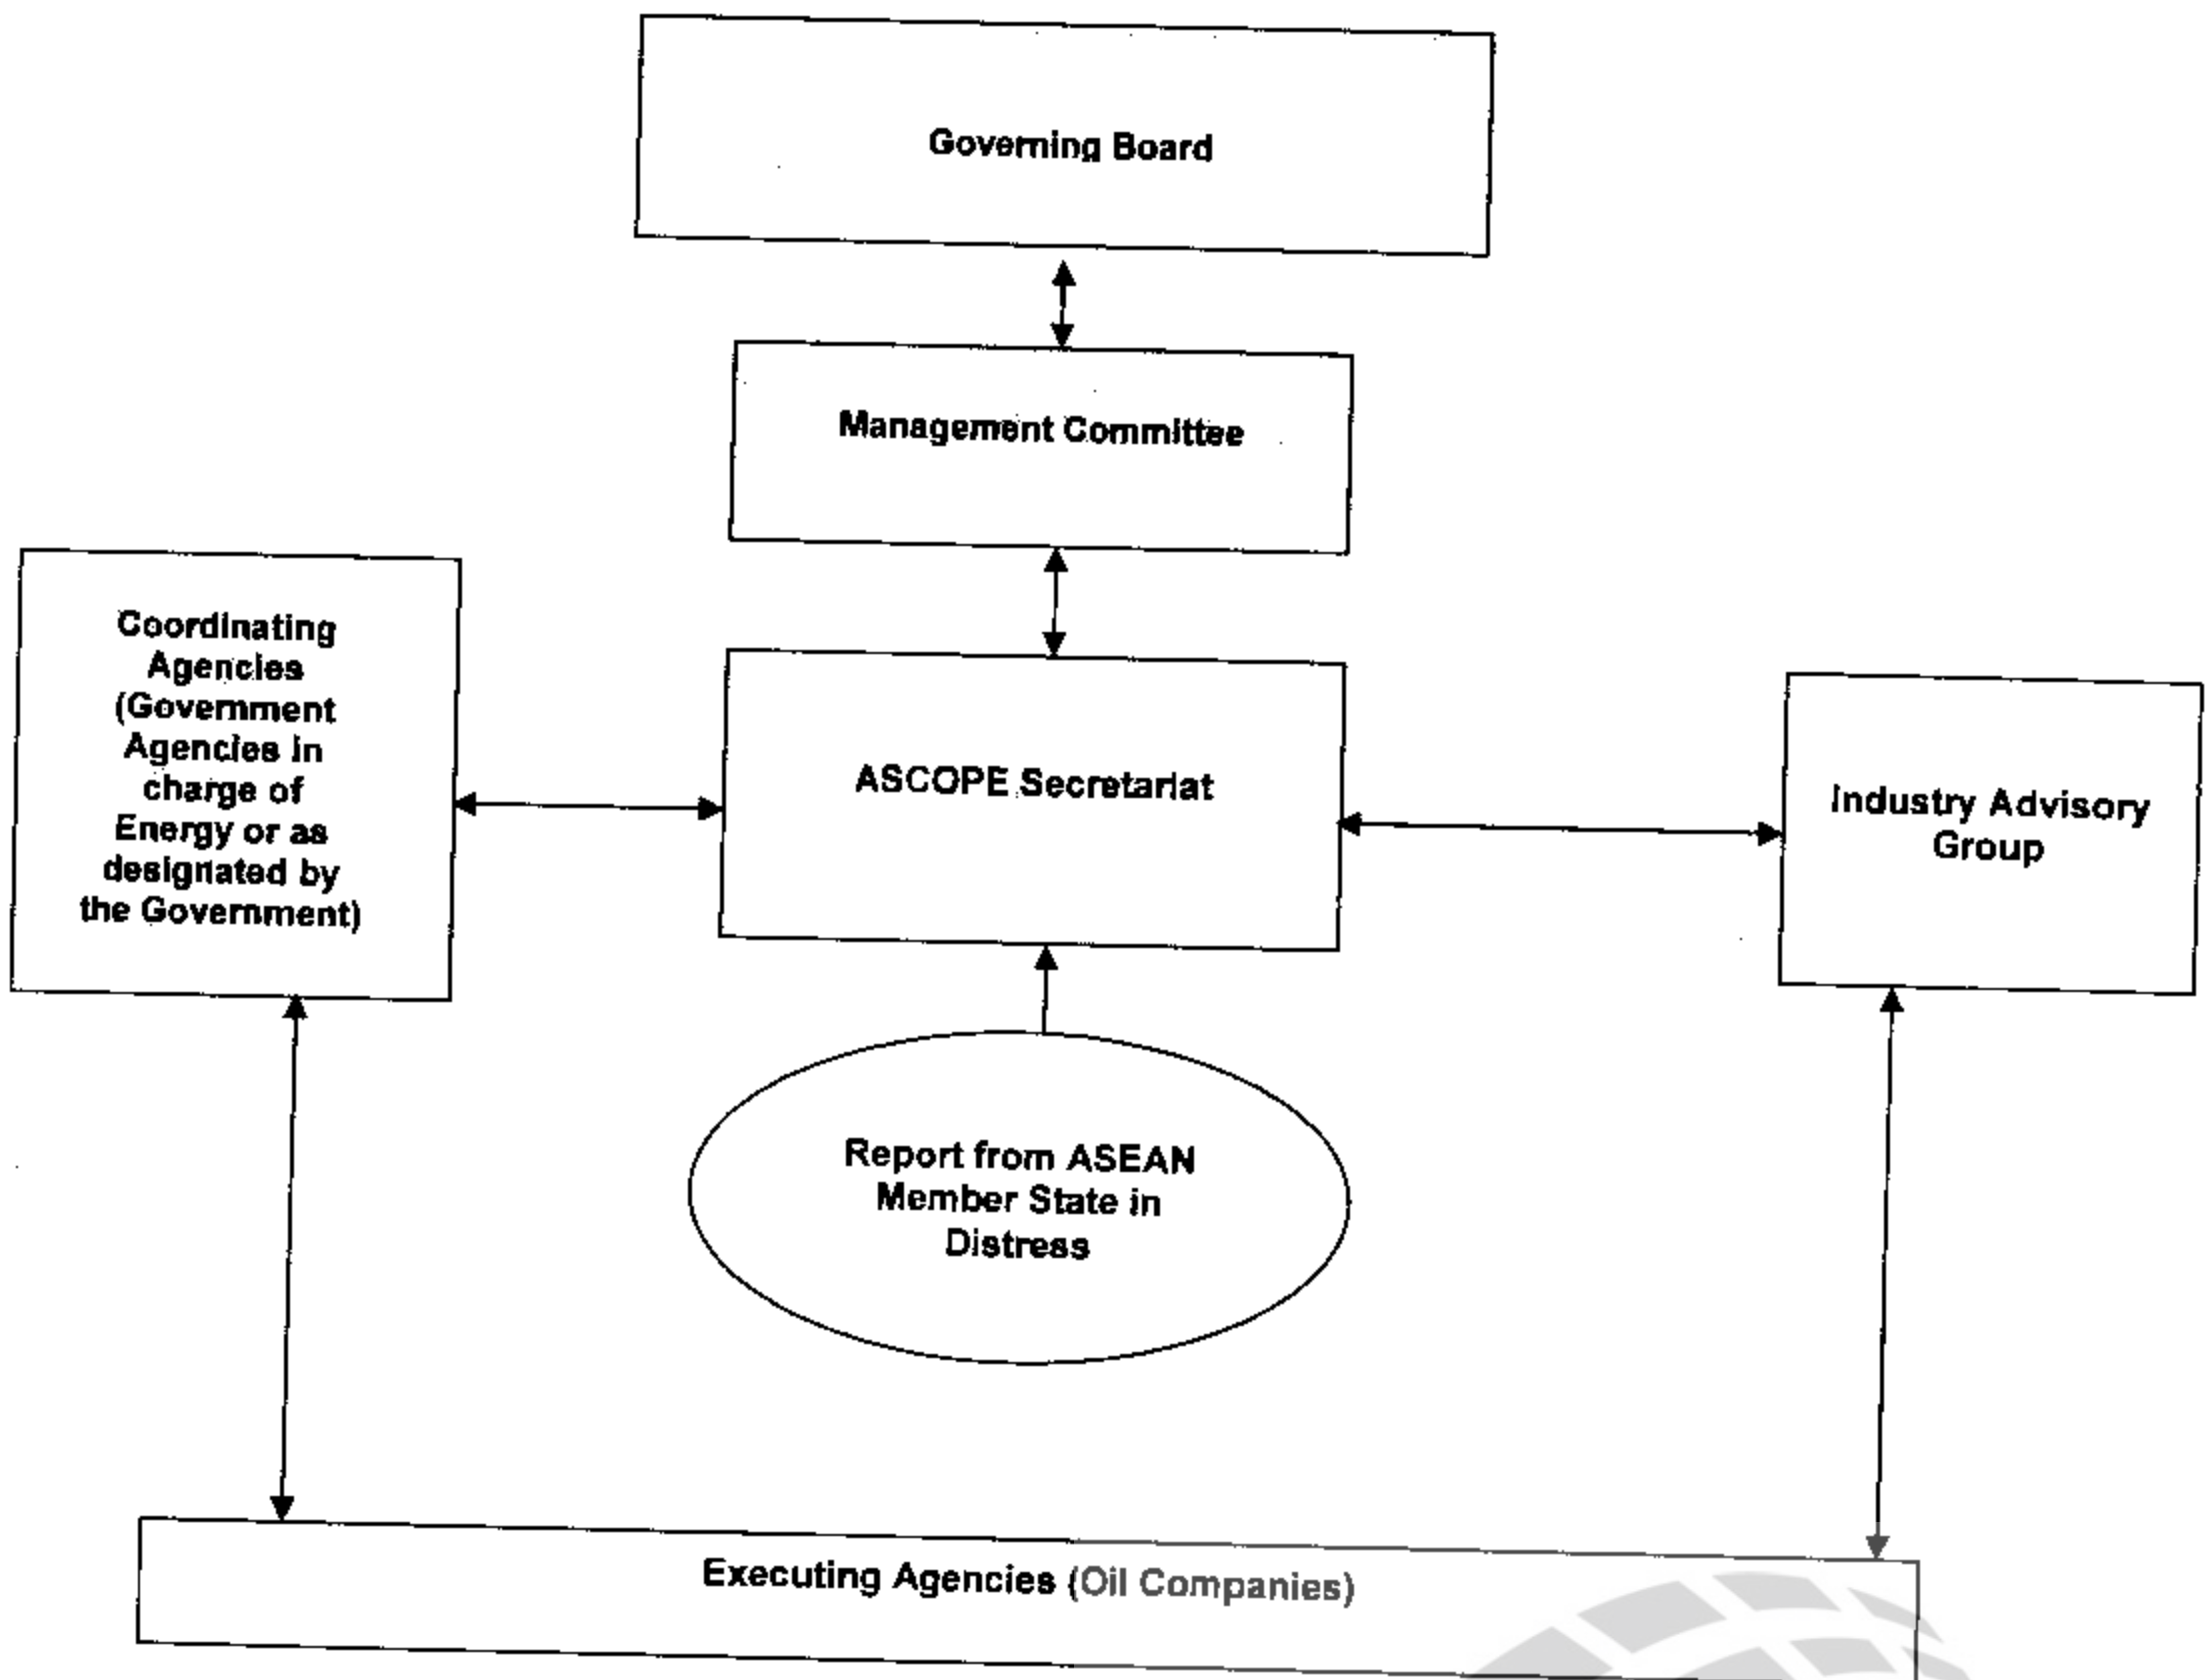 Governing Board
Management Committee
Coordinating
Agencies
(Government
Agencies in
charge of
Energy or as
designated by
the Government)
ASCOPE Secretariat
Industry Advisory
Group
Report from ASEAN
Member State in
Distress
Executing Agencies (Oil Companies)